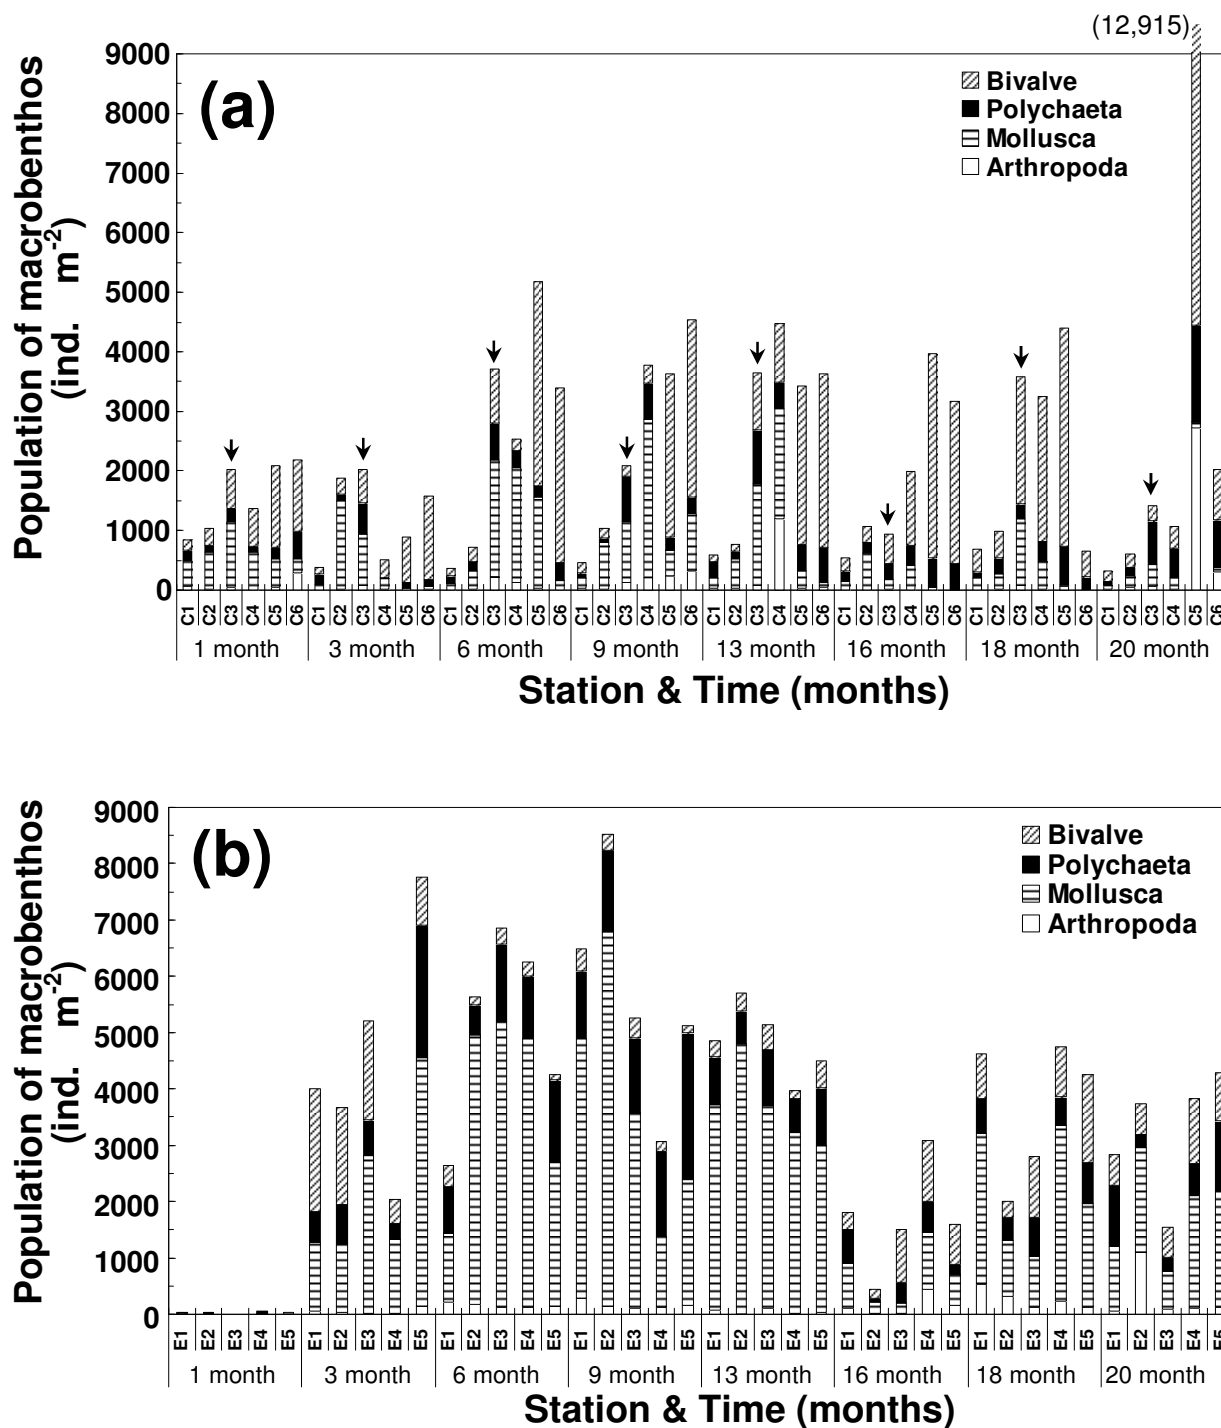 (12,915)
9000
8000
7000
6000
5000
4000
3000
2000
1000
0
Population of macrobenthos
(ind. m-2)
(a)
Bivalve
Polychaeta
Mollusca
Arthropoda
C1 C2 C3 C4 C5 C6 C1 C2 C3 C4 C5 C6 C1 C2 C3 C4 C5 C6 C1 C2 C3 C4 C5 C6 C1 C2 C3 C4 C5 C6 C1 C2 C3 C4 C5 C6 C1 C2 C3 C4 C5 C6 C1 C2 C3 C4 C5 C6
1 month 3 month 6 month 9 month 13 month 16 month 18 month 20 month
Station & Time (months)
9000
8000
7000
6000
5000
4000
3000
2000
1000
0
Population of macrobenthos
(ind. m-2)
(b)
Bivalve
Polychaeta
Mollusca
Arthropoda
E1 E2 E3 E4 E5 E1 E2 E3 E4 E5 E1 E2 E3 E4 E5 E1 E2 E3 E4 E5 E1 E2 E3 E4 E5 E1 E2 E3 E4 E5 E1 E2 E3 E4 E5 E1 E2 E3 E4 E5
1 month 3 month 6 month 9 month 13 month 16 month 18 month 20 month
Station & Time (months)